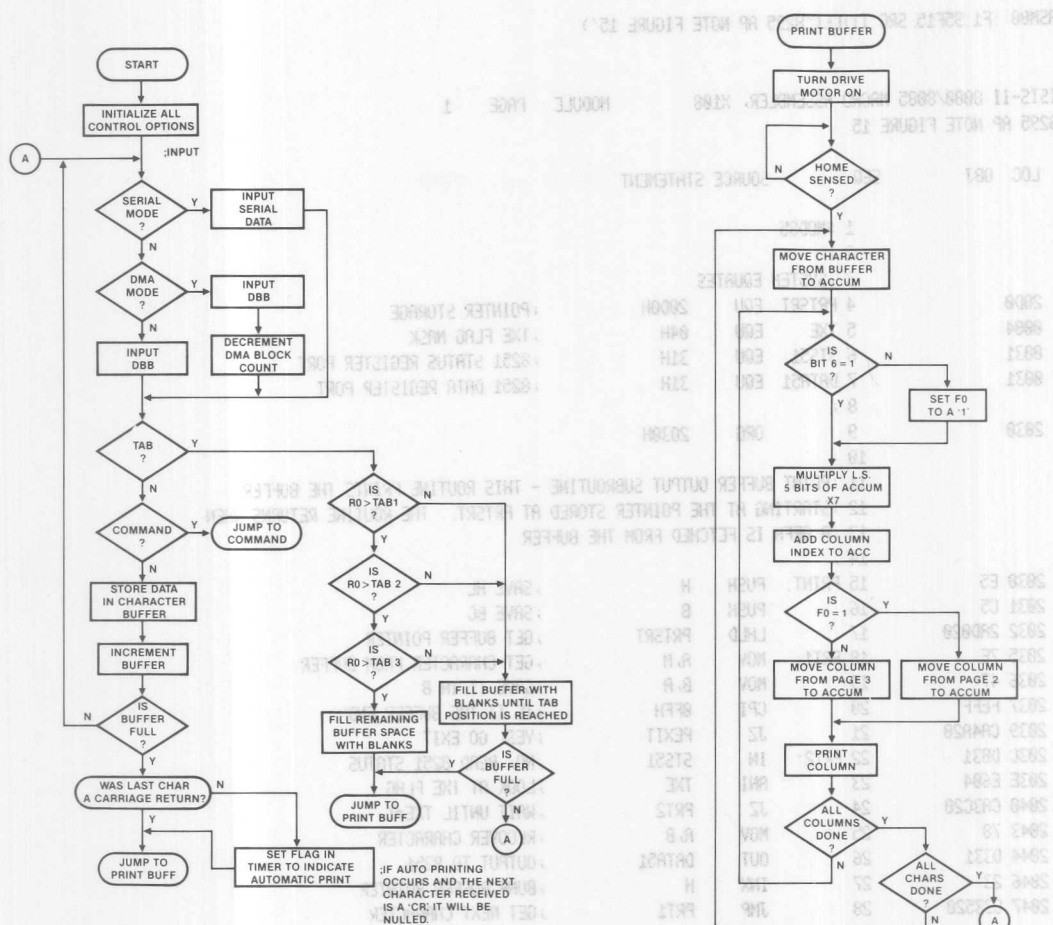 START
INITIALIZE ALL
CONTROL OPTIONS
A
;INPUT
SERIAL
MODE
?
Y
N
INPUT
SERIAL
DATA
DMA
MODE
?
Y
N
INPUT
DBB
DECREMENT
DMA BLOCK
COUNT
INPUT
DBB
TAB
?
Y
N
COMMAND
?
Y
N
JUMP TO
COMMAND
STORE DATA
IN CHARACTER
BUFFER
INCREMENT
BUFFER
IS
BUFFER
FULL
?
N
Y
WAS LAST CHAR
A CARRIAGE RETURN?
N
Y
JUMP TO
PRINT BUFF
SET FLAG IN
TIMER TO INDICATE
AUTOMATIC PRINT
IS
R0 > TAB1
?
N
Y
IS
R0 > TAB 2
?
N
Y
IS
R0 > TAB 3
?
N
Y
FILL REMAINING
BUFFER SPACE
WITH BLANKS
FILL BUFFER WITH
BLANKS UNTIL TAB
POSITION IS REACHED
IS
BUFFER
FULL
?
Y
N
JUMP TO
PRINT BUFF
A
;IF AUTO PRINTING
OCCURS AND THE NEXT
CHARACTER RECEIVED
IS A 'CR' IT WILL BE
NULLED.
PRINT BUFFER
TURN DRIVE
MOTOR ON
HOME
SENSED
?
N
Y
MOVE CHARACTER
FROM BUFFER
TO ACCUM
IS
BIT 6 = 1
?
N
Y
SET F0
TO A '1'
MULTIPLY L.S.
5 BITS OF ACCUM
X7
ADD COLUMN
INDEX TO ACC
IS
F0 = 1
?
Y
N
MOVE COLUMN
FROM PAGE 3
TO ACCUM
MOVE COLUMN
FROM PAGE 2
TO ACCUM
PRINT
COLUMN
ALL
COLUMNS
DONE
?
Y
N
ALL
CHARS
DONE
?
Y
N
A